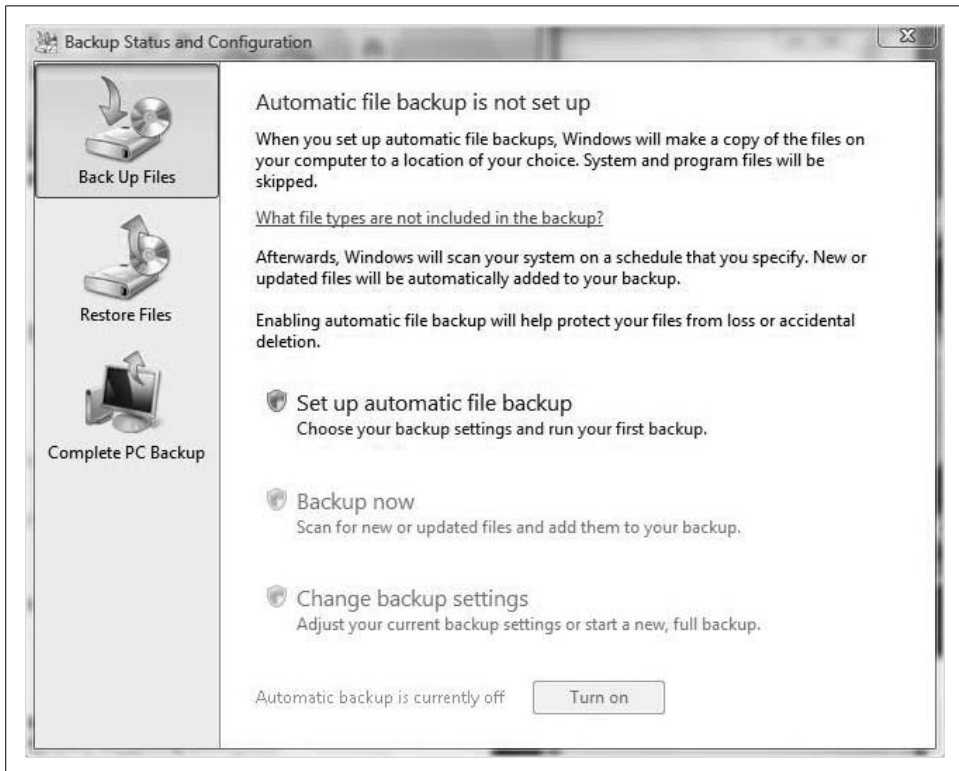 Backup Status and Configuration
Back Up Files
Restore Files
Complete PC Backup
Automatic file backup is not set up
When you set up automatic file backups, Windows will make a copy of the files on
your computer to a location of your choice. System and program files will be
skipped.
What file types are not included in the backup?
Afterwards, Windows will scan your system on a schedule that you specify. New or
updated files will be automatically added to your backup.
Enabling automatic file backup will help protect your files from loss or accidental
deletion.
Set up automatic file backup
Choose your backup settings and run your first backup.
Backup now
Scan for new or updated files and add them to your backup.
Change backup settings
Adjust your current backup settings or start a new, full backup.
Automatic backup is currently off
Turn on